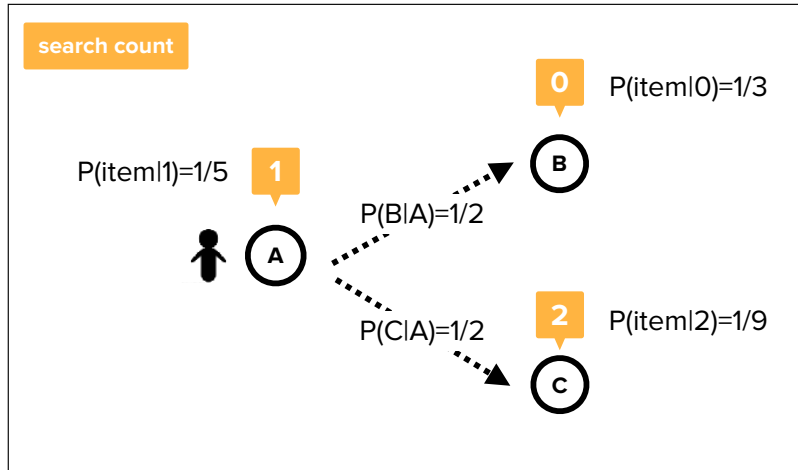 search count
0
P(item|0)=1/3
B
P(item|1)=1/5
1
P(B|A)=1/2
A
P(C|A)=1/2
2
P(item|2)=1/9
C